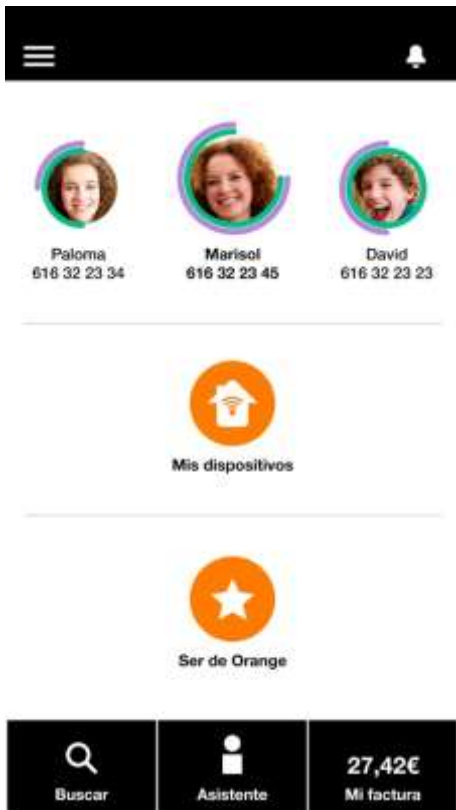 Paloma
616 32 23 34
Marisol
616 32 23 45
David
616 32 23 23
Mis dispositivos
Ser de Orange
Buscar
Asistente
27,42€
Mi factura